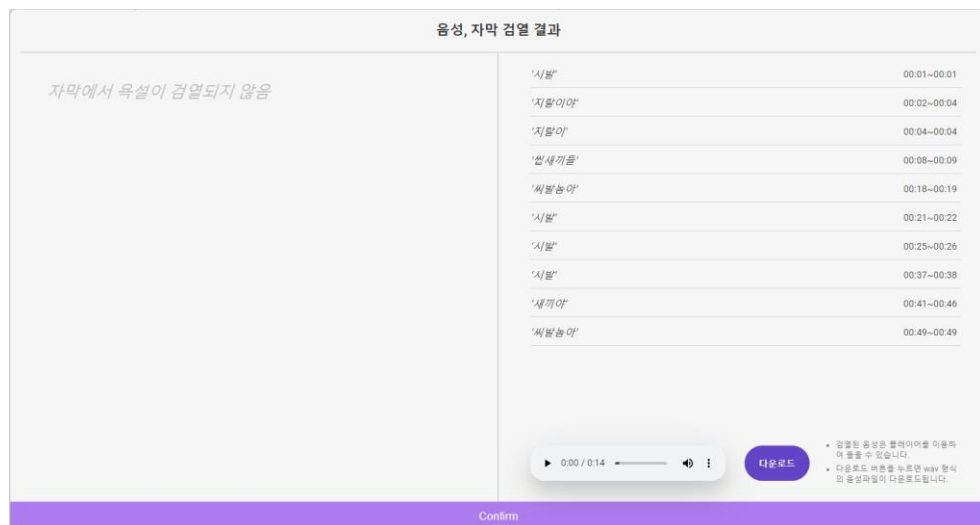 음성, 자막 검열 결과
자막에서 욕설이 검열되지 않음
'시발' 00:01~00:01
'지랄이야' 00:02~00:04
'지랄이' 00:04~00:04
'씹새끼들' 00:08~00:09
'씨발놈아' 00:18~00:19
'시발' 00:21~00:22
'시발' 00:25~00:26
'시발' 00:37~00:38
'새끼야' 00:41~00:46
'씨발놈아' 00:49~00:49
0:00 / 0:14
다운로드
• 검열된 음성은 플레이어를 이용하
여 들을 수 있습니다.
• 다운로드 버튼을 누르면 wav 형식
의 음성파일이 다운로드됩니다.
Confirm